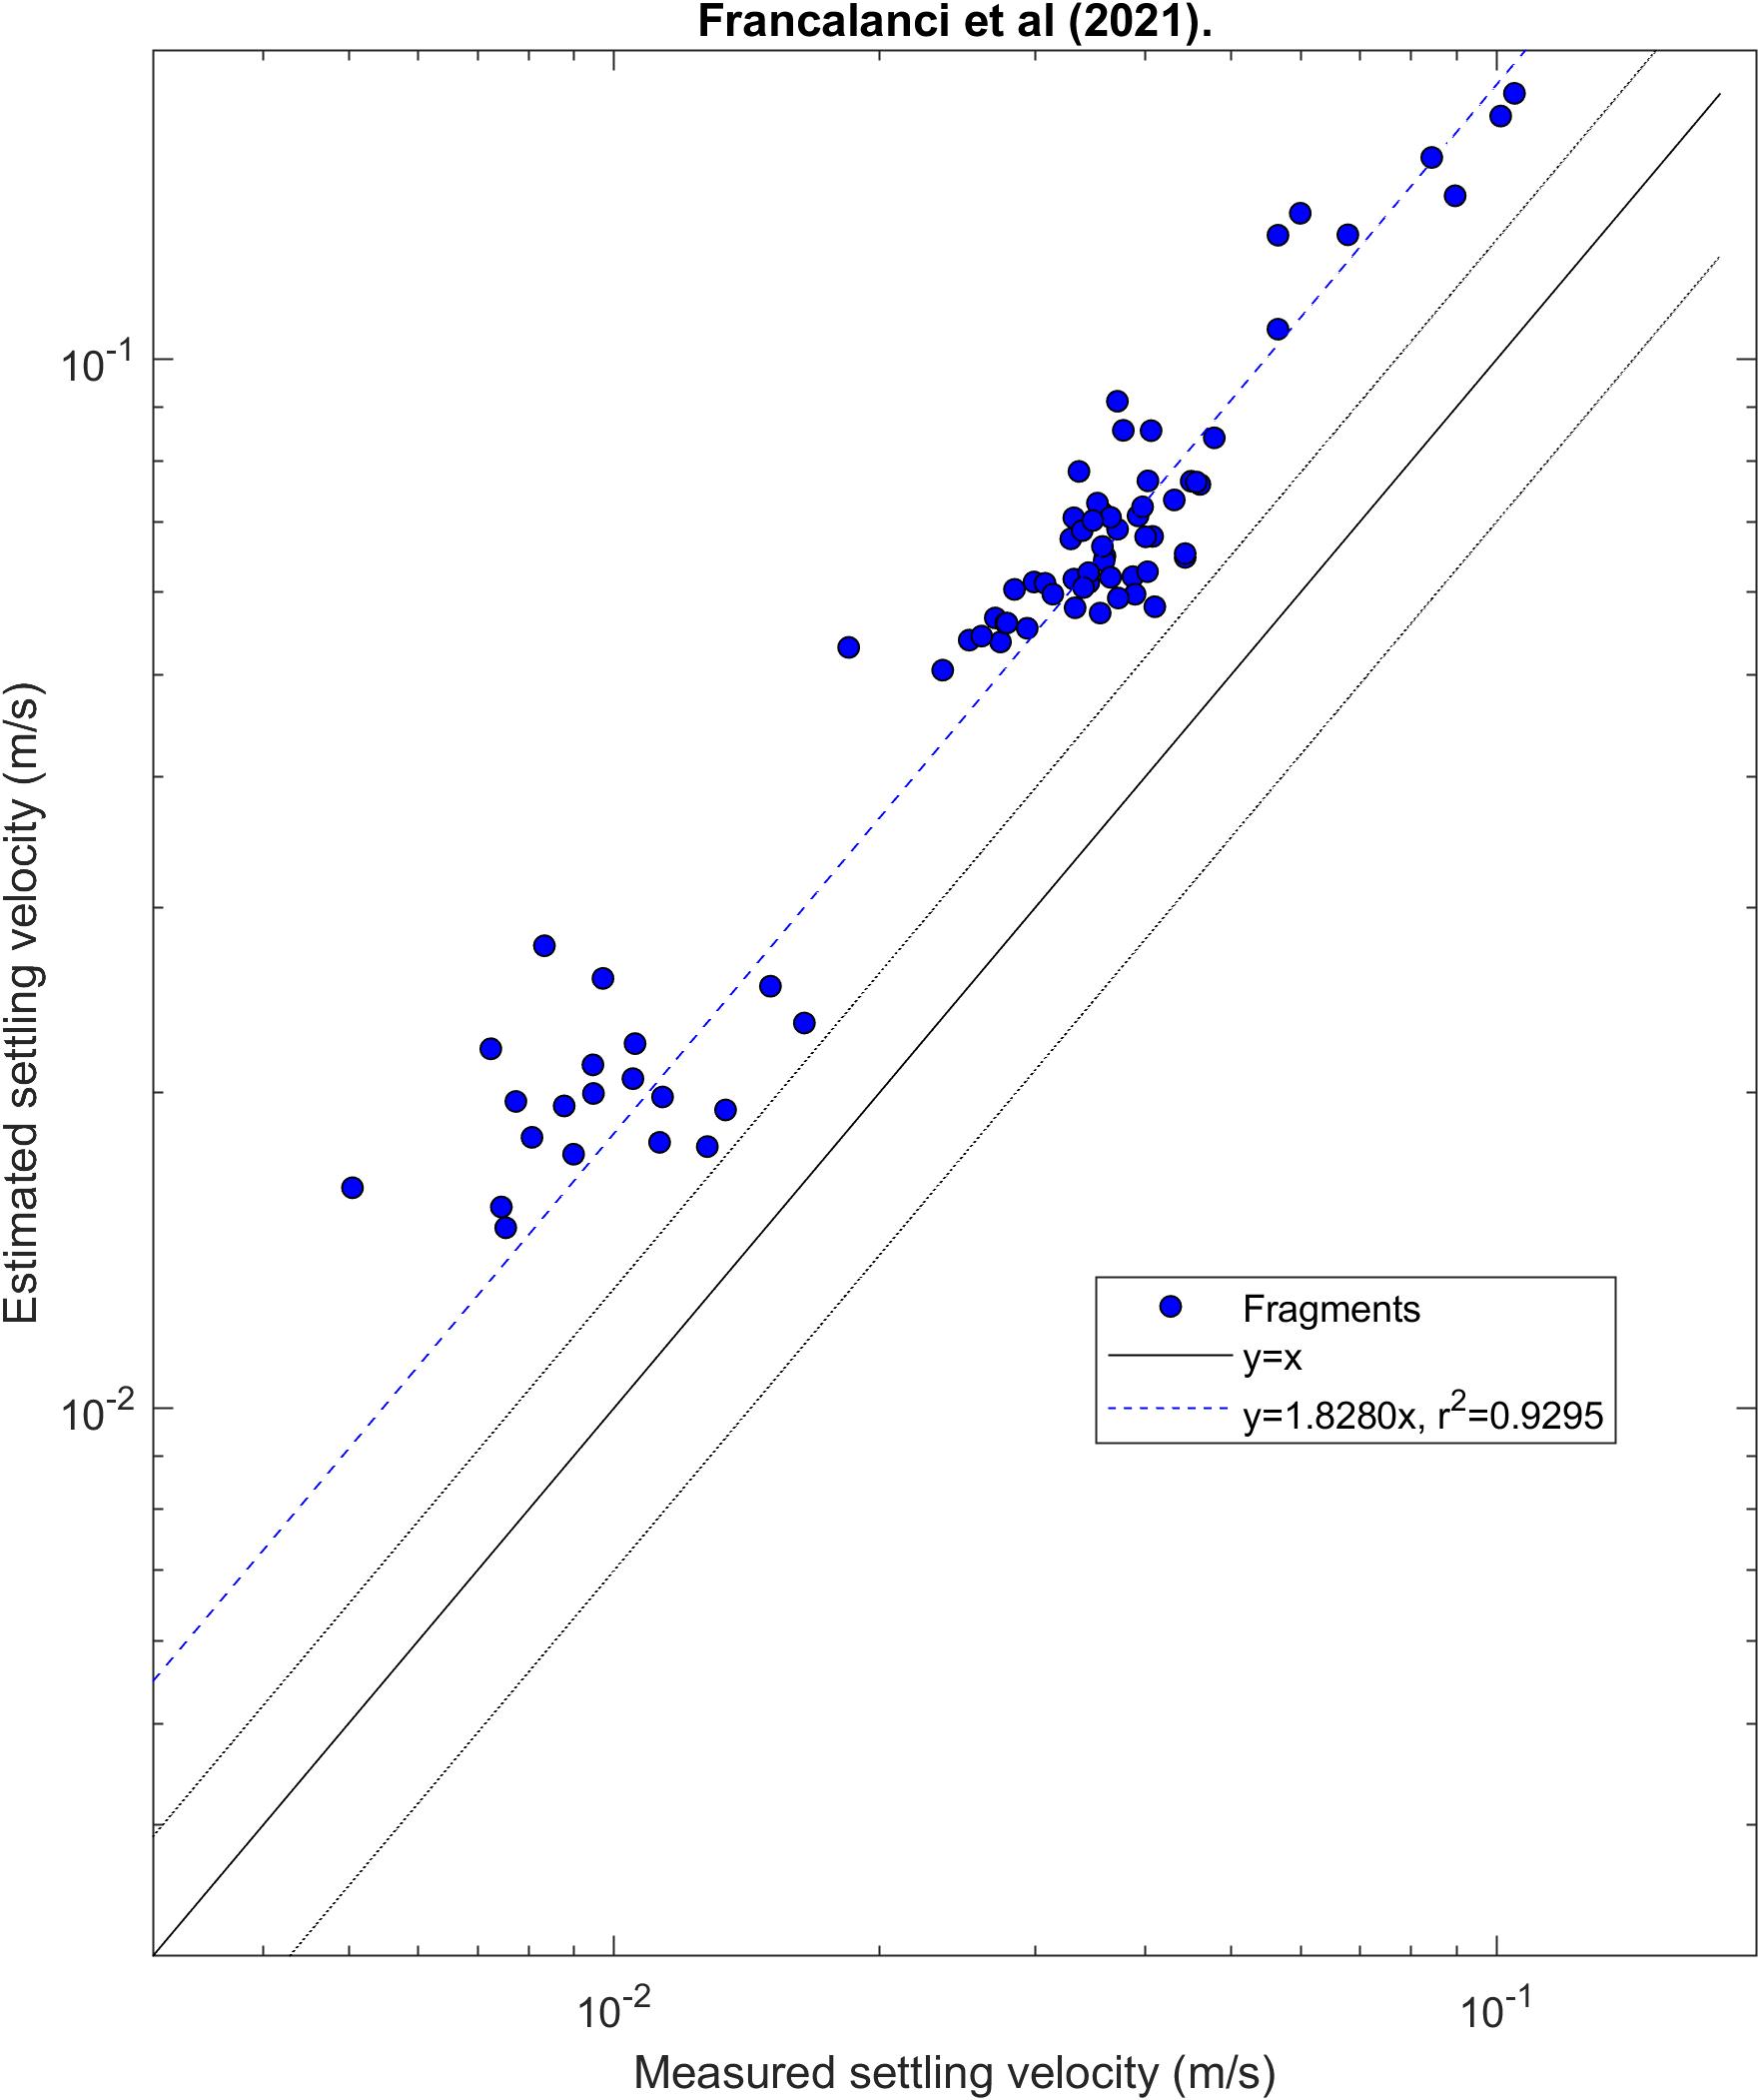 Francalanci et al (2021).
Estimated settling velocity (m/s)
10-1
10-2
Fragments
y=x
y=1.8280x, r2=0.9295
10-2
10-1
Measured settling velocity (m/s)